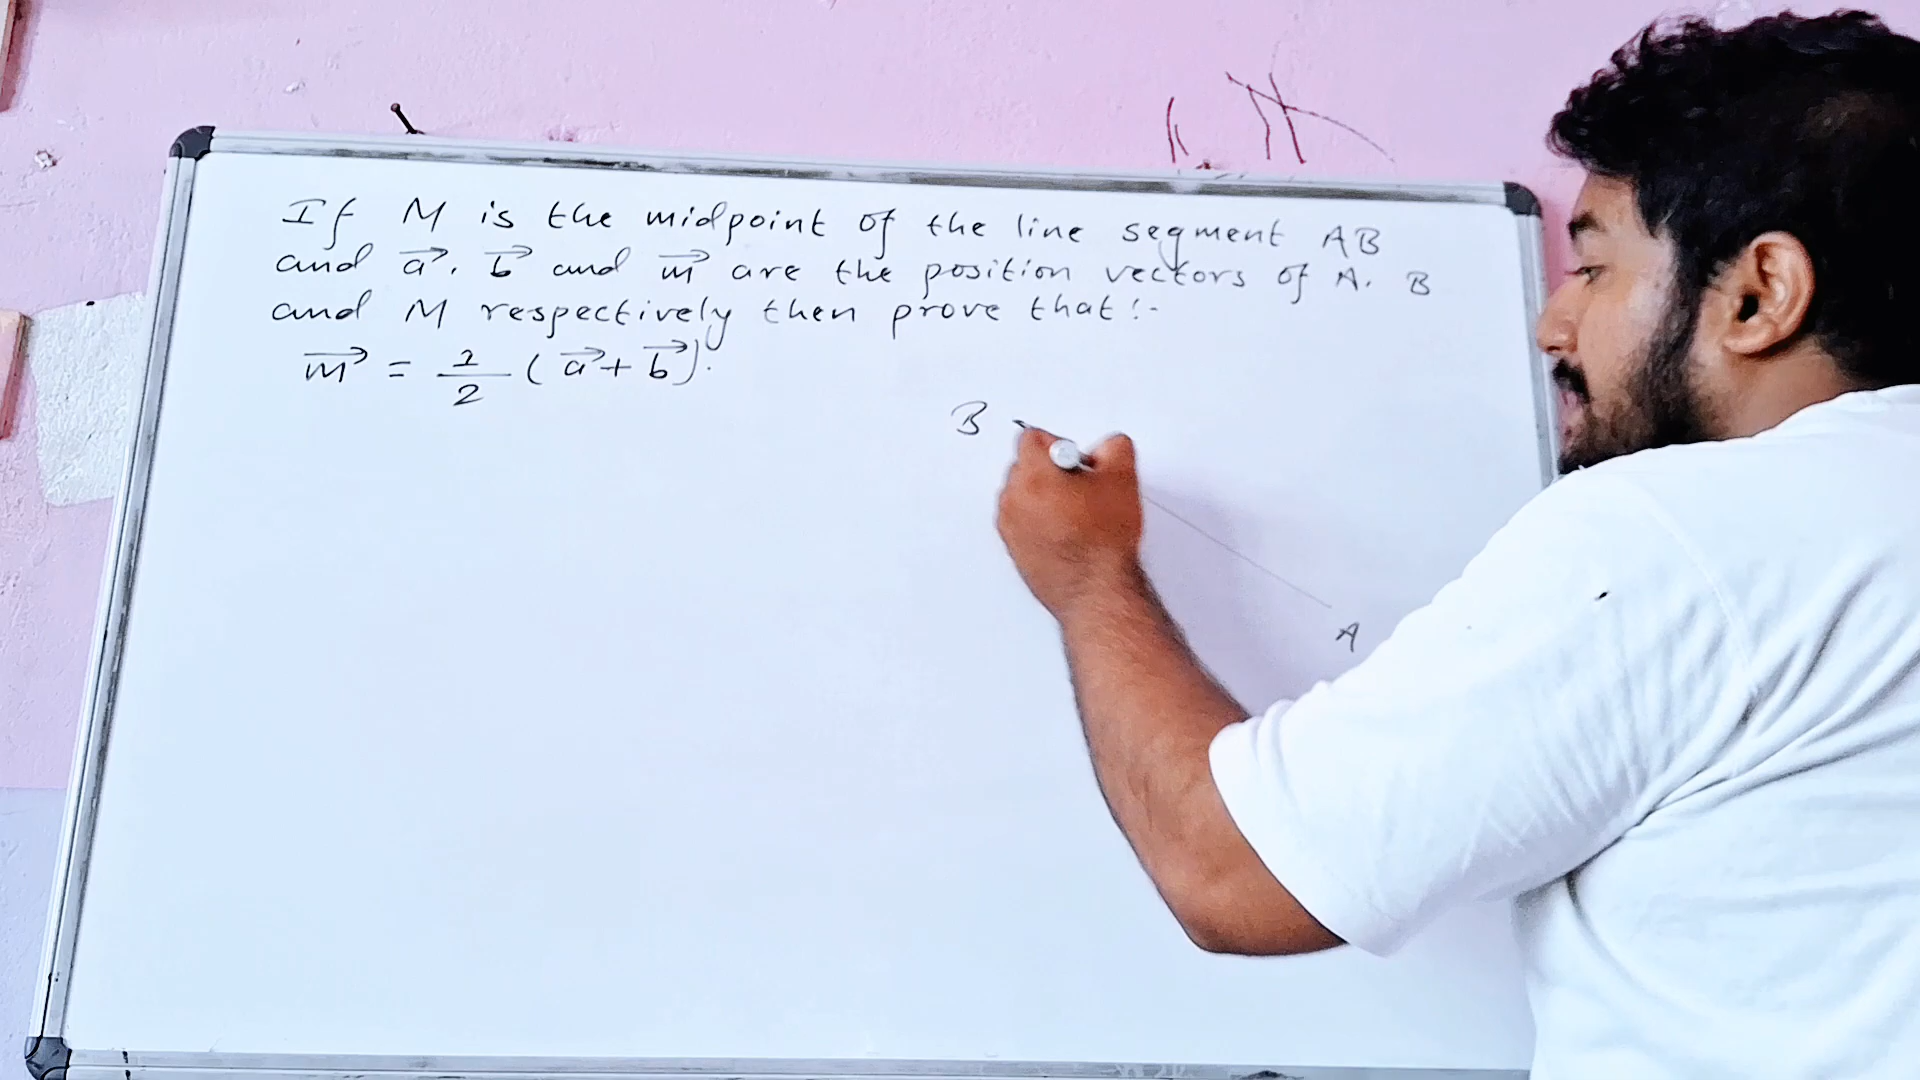 If M is the midpoint of the line segment AB
and a⃗, b⃗ and m⃗ are the position vectors of A, B
and M respectively then prove that :-
m⃗ = 1/2 (a⃗ + b⃗).
B
A